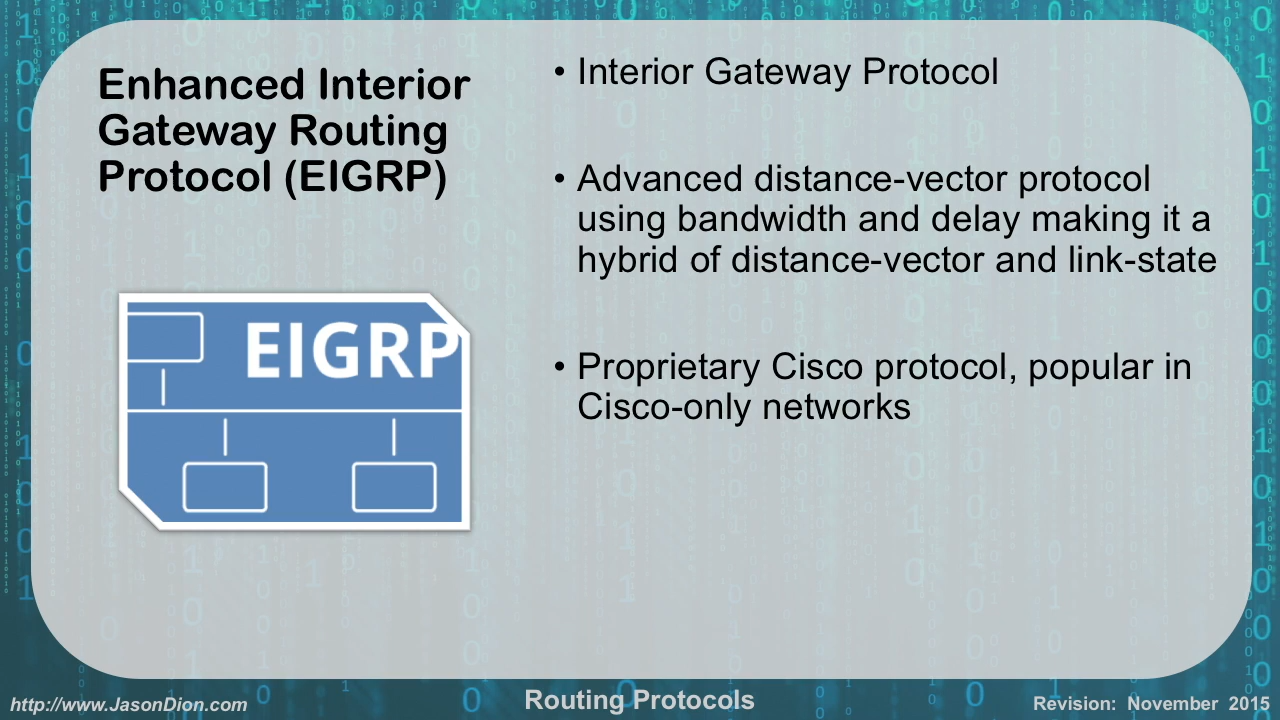 Enhanced Interior
Gateway Routing
Protocol (EIGRP)
EIGRP
• Interior Gateway Protocol
• Advanced distance-vector protocol
using bandwidth and delay making it a
hybrid of distance-vector and link-state
• Proprietary Cisco protocol, popular in
Cisco-only networks
http://www.JasonDion.com
Routing Protocols
Revision: November 2015